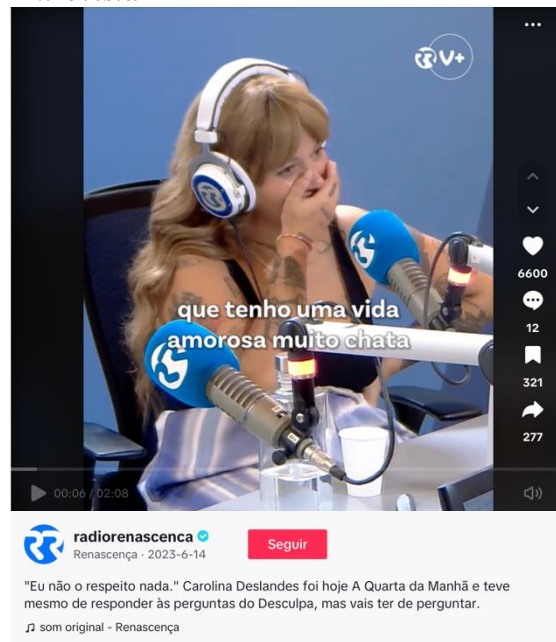 RR V+
que tenho uma vida
amorosa muito chata
6600
12
321
277
00:06 / 02:08
radiorenascenca
Renascença · 2023-6-14
Seguir
"Eu não o respeito nada." Carolina Deslandes foi hoje A Quarta da Manhã e teve
mesmo de responder às perguntas do Desculpa, mas vais ter de perguntar.
som original - Renascença